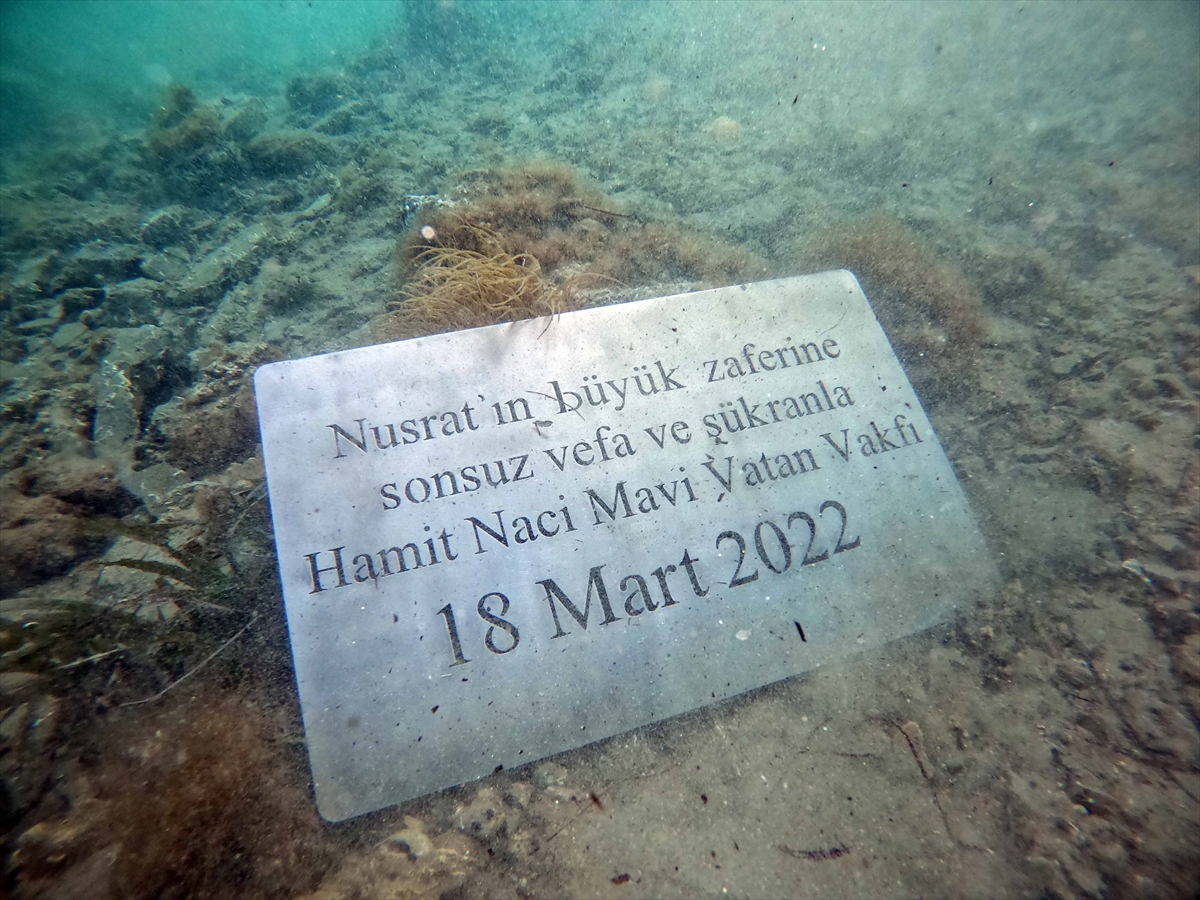 Nusrat'ın büyük zaferine
sonsuz vefa ve şükranla
Hamit Naci Mavi Vatan Vakfı
18 Mart 2022